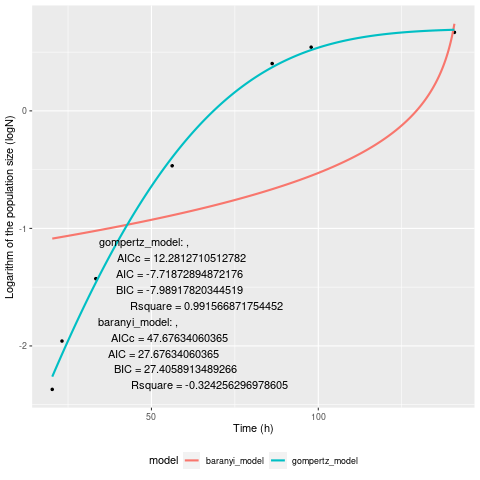 0
-1
-2
Logarithm of the population size (logN)
gompertz_model: ,
AICc = 12.2812710512782
AIC = -7.71872894872176
BIC = -7.98917820344519
Rsquare = 0.991566871754452
baranyi_model: ,
AICc = 47.67634060365
AIC = 27.67634060365
BIC = 27.4058913489266
Rsquare = -0.324256296978605
50 100
Time (h)
model baranyi_model gompertz_model